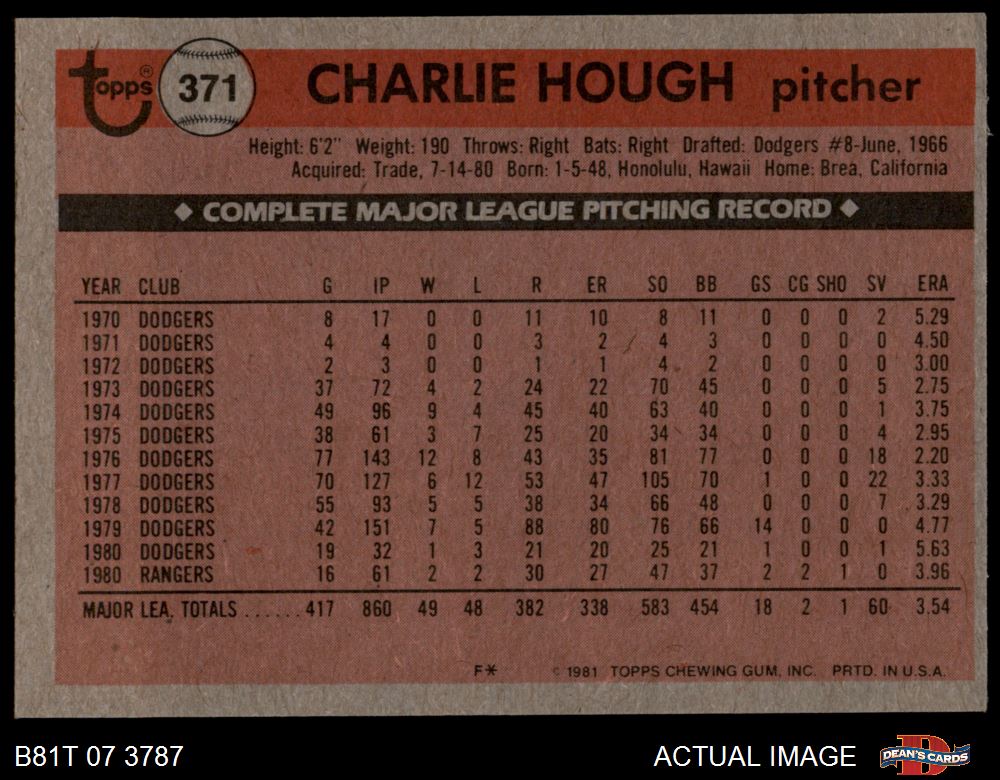 topps® 371 CHARLIE HOUGH pitcher
Height: 6'2" Weight: 190 Throws: Right Bats: Right Drafted: Dodgers #8-June, 1966
Acquired: Trade, 7-14-80 Born: 1-5-48, Honolulu, Hawaii Home: Brea, California
◆ COMPLETE MAJOR LEAGUE PITCHING RECORD ◆
YEAR CLUB G IP W L R ER SO BB GS CG SHO SV ERA
1970 DODGERS 8 17 0 0 11 10 8 11 0 0 0 2 5.29
1971 DODGERS 4 4 0 0 3 2 4 3 0 0 0 0 4.50
1972 DODGERS 2 3 0 0 1 1 4 2 0 0 0 0 3.00
1973 DODGERS 37 72 4 2 24 22 70 45 0 0 0 5 2.75
1974 DODGERS 49 96 9 4 45 40 63 40 0 0 0 1 3.75
1975 DODGERS 38 61 3 7 25 20 34 34 0 0 0 4 2.95
1976 DODGERS 77 143 12 8 43 35 81 77 0 0 0 18 2.20
1977 DODGERS 70 127 6 12 53 47 105 70 1 0 0 22 3.33
1978 DODGERS 55 93 5 5 38 34 66 48 0 0 0 7 3.29
1979 DODGERS 42 151 7 5 88 80 76 66 14 0 0 0 4.77
1980 DODGERS 19 32 1 3 21 20 25 21 1 0 0 1 5.63
1980 RANGERS 16 61 2 2 30 27 47 37 2 2 1 0 3.96
MAJOR LEA. TOTALS ...... 417 860 49 48 382 338 583 454 18 2 1 60 3.54
F* © 1981 TOPPS CHEWING GUM, INC. PRTD. IN U.S.A.
B81T 07 3787 ACTUAL IMAGE DEAN'S CARDS